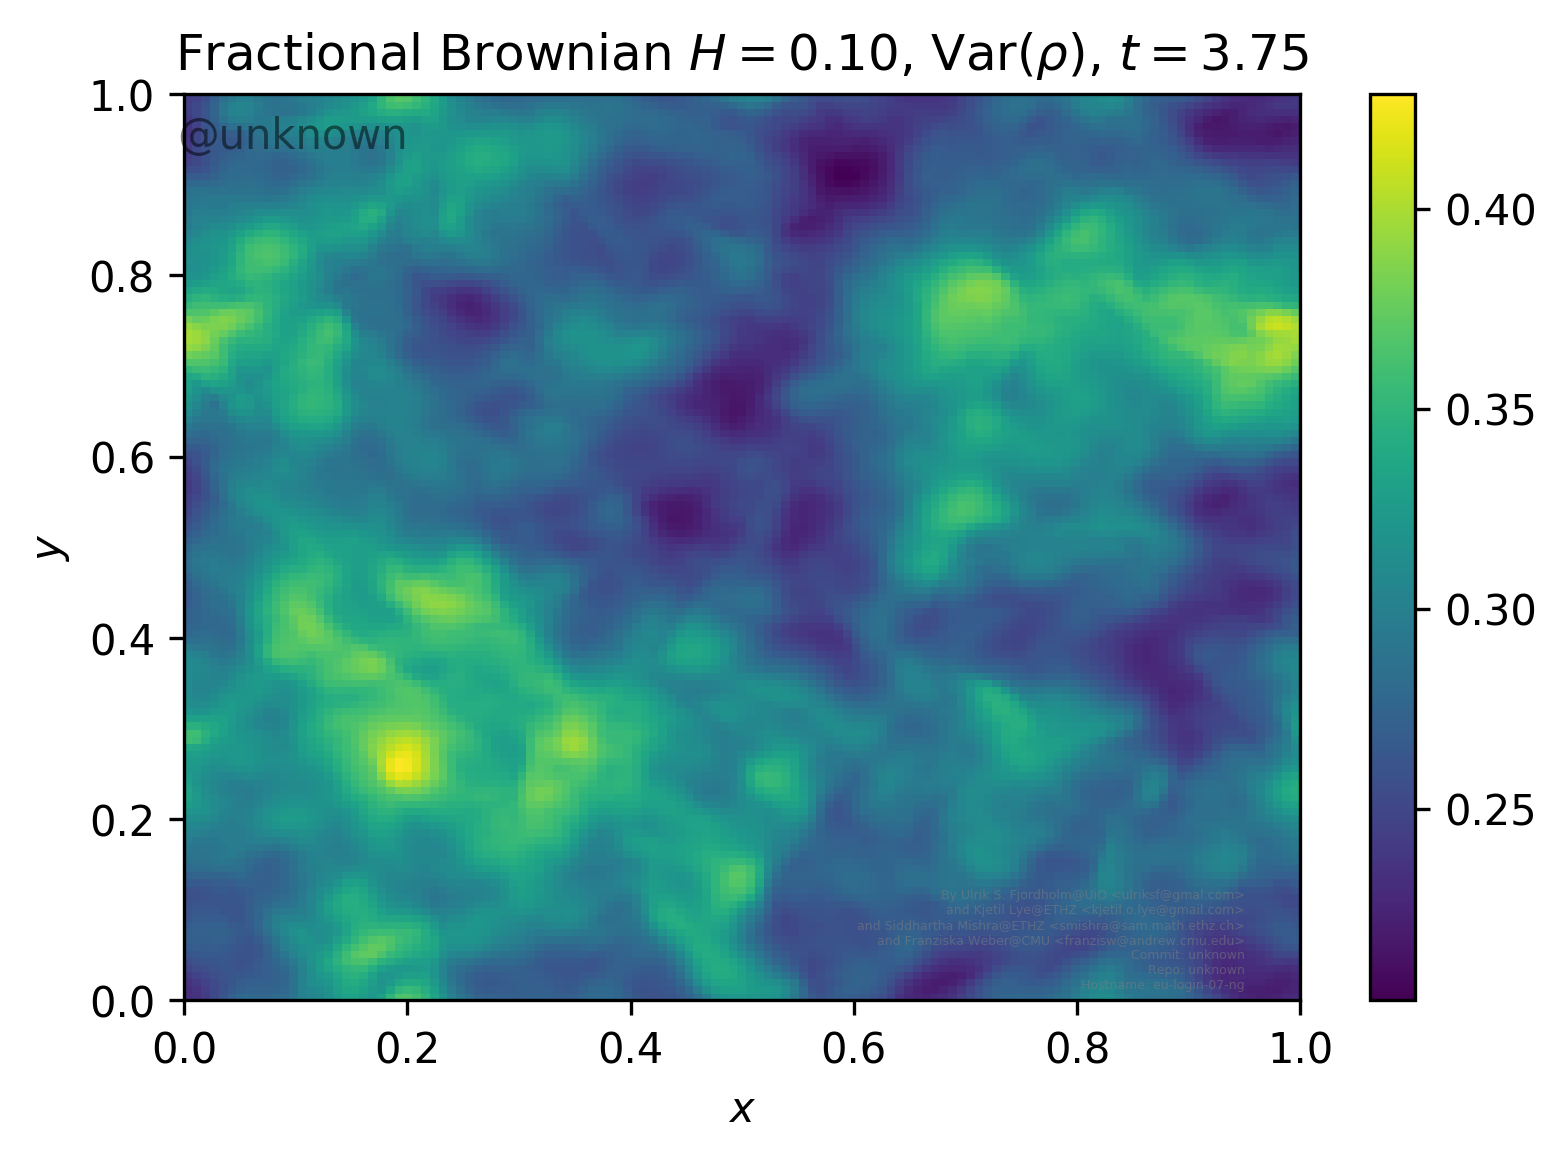 Fractional Brownian H = 0.10, Var(ρ), t = 3.75
1.0
@unknown
0.8
0.6
0.4
0.2
0.0
y
0.0 0.2 0.4 0.6 0.8 1.0
x
0.40
0.35
0.30
0.25
By Ulrik S. Fjordholm@UiO <ulriksf@gmal.com>
and Kjetil Lye@ETHZ <kjetil.o.lye@gmail.com>
and Siddhartha Mishra@ETHZ <smishra@sam.math.ethz.ch>
and Franziska Weber@CMU <franzisw@andrew.cmu.edu>
Commit: unknown
Repo: unknown
Hostname: eu-login-07-ng